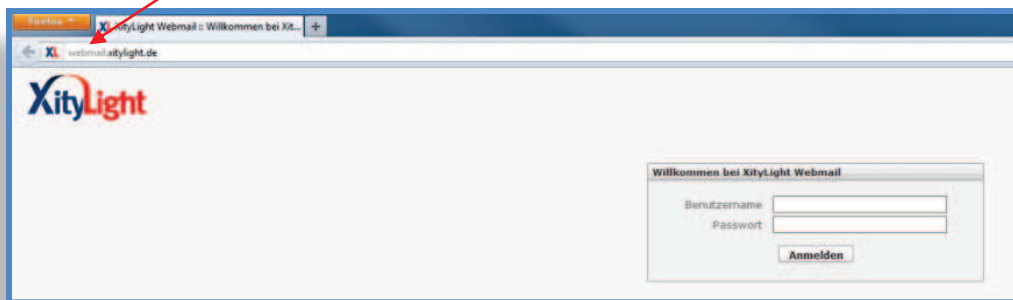 Firefox
XityLight Webmail :: Willkommen bei Xit...
XL webmail.xitylight.de
XityLight
Willkommen bei XityLight Webmail
Benutzername
Passwort
Anmelden